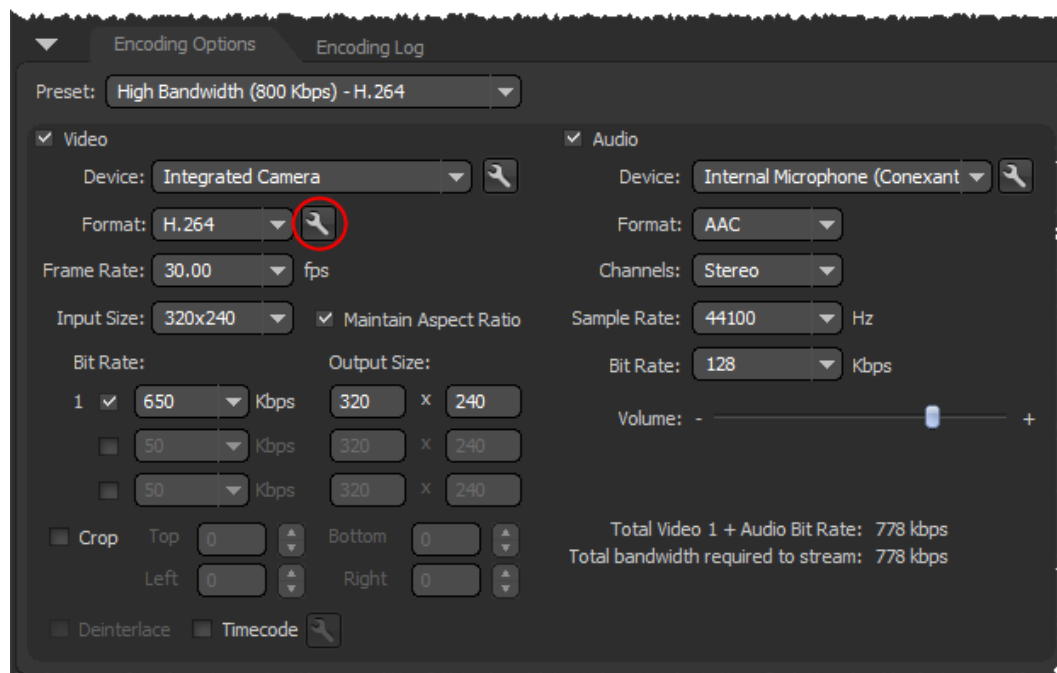 Encoding Options Encoding Log
Preset: High Bandwidth (800 Kbps) - H.264
Video
Device: Integrated Camera
Format: H.264
Frame Rate: 30.00 fps
Input Size: 320x240 Maintain Aspect Ratio
Bit Rate: Output Size:
1 650 Kbps 320 x 240
50 Kbps 320 x 240
50 Kbps 320 x 240
Crop Top 0 Bottom 0
Left 0 Right 0
Deinterlace Timecode
Audio
Device: Internal Microphone (Conexant
Format: AAC
Channels: Stereo
Sample Rate: 44100 Hz
Bit Rate: 128 Kbps
Volume: - +
Total Video 1 + Audio Bit Rate: 778 kbps
Total bandwidth required to stream: 778 kbps